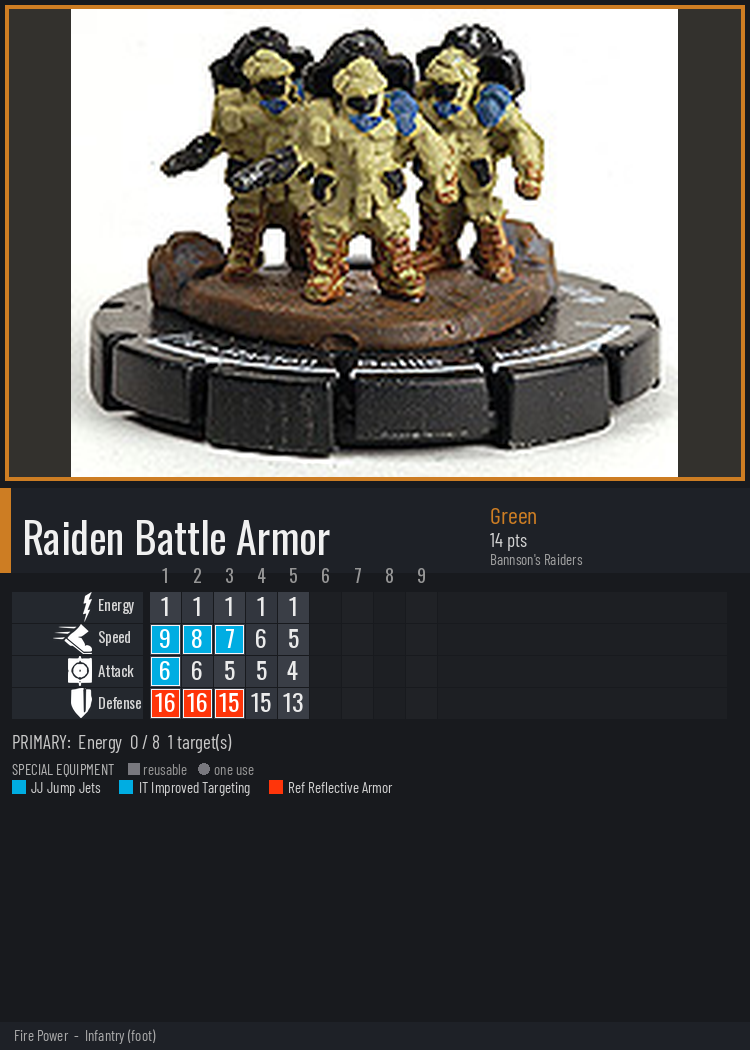 Raiden Battle Armor
Green
14 pts
Bannson's Raiders
1 2 3 4 5 6 7 8 9
Energy 1 1 1 1 1
Speed 9 8 7 6 5
Attack 6 6 5 5 4
Defense 16 16 15 15 13
PRIMARY: Energy 0 / 8 1 target(s)
SPECIAL EQUIPMENT reusable one use
JJ Jump Jets IT Improved Targeting Ref Reflective Armor
Fire Power - Infantry (foot)